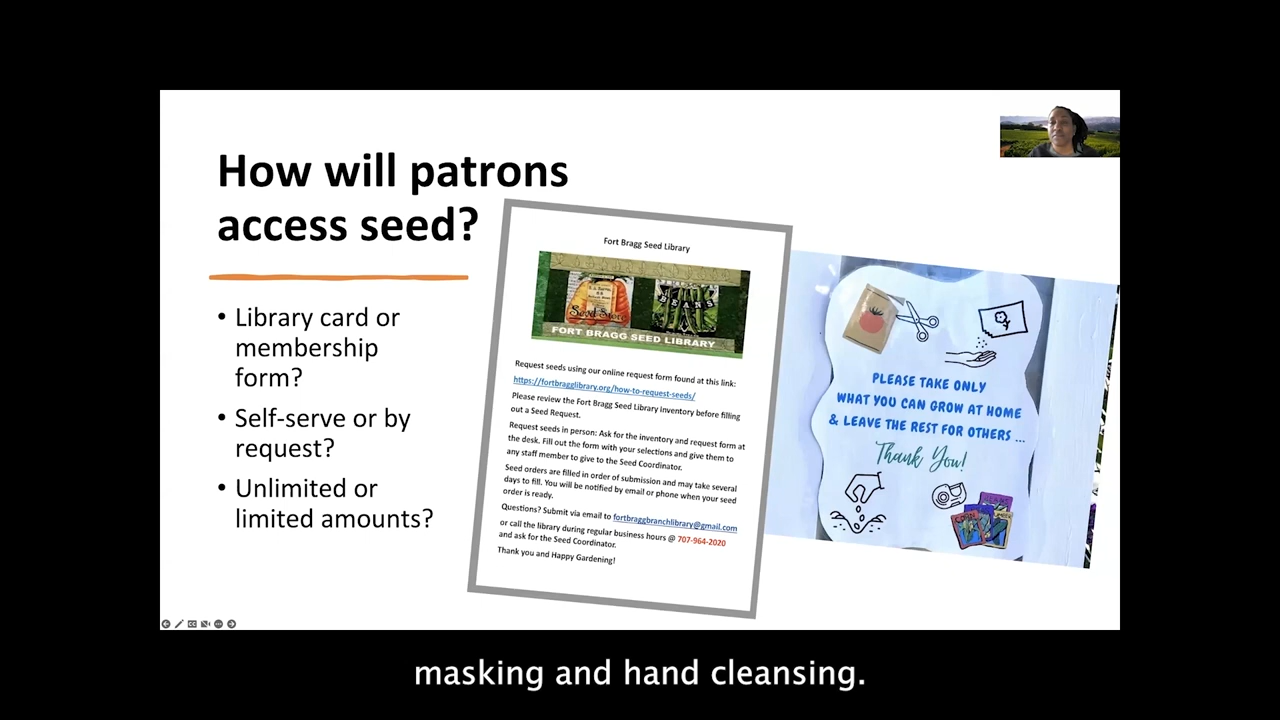 How will patrons
access seed?
• Library card or
membership
form?
• Self-serve or by
request?
• Unlimited or
limited amounts?
Fort Bragg Seed Library
Seed Store
BEANS
FORT BRAGG SEED LIBRARY
Request seeds using our online request form found at this link:
https://fortbragglibrary.org/how-to-request-seeds/
Please review the Fort Bragg Seed Library inventory before filling
out a Seed Request.
Request seeds in person: Ask for the inventory and request form at
the desk. Fill out the form with your selections and give them to
any staff member to give to the Seed Coordinator.
Seed orders are filled in order of submission and may take several
days to fill. You will be notified by email or phone when your seed
order is ready.
Questions? Submit via email to fortbraggbranchlibrary@gmail.com
or call the library during regular business hours @ 707-964-2020
and ask for the Seed Coordinator.
Thank you and Happy Gardening!
PLEASE TAKE ONLY
WHAT YOU CAN GROW AT HOME
& LEAVE THE REST FOR OTHERS ...
Thank You!
masking and hand cleansing.